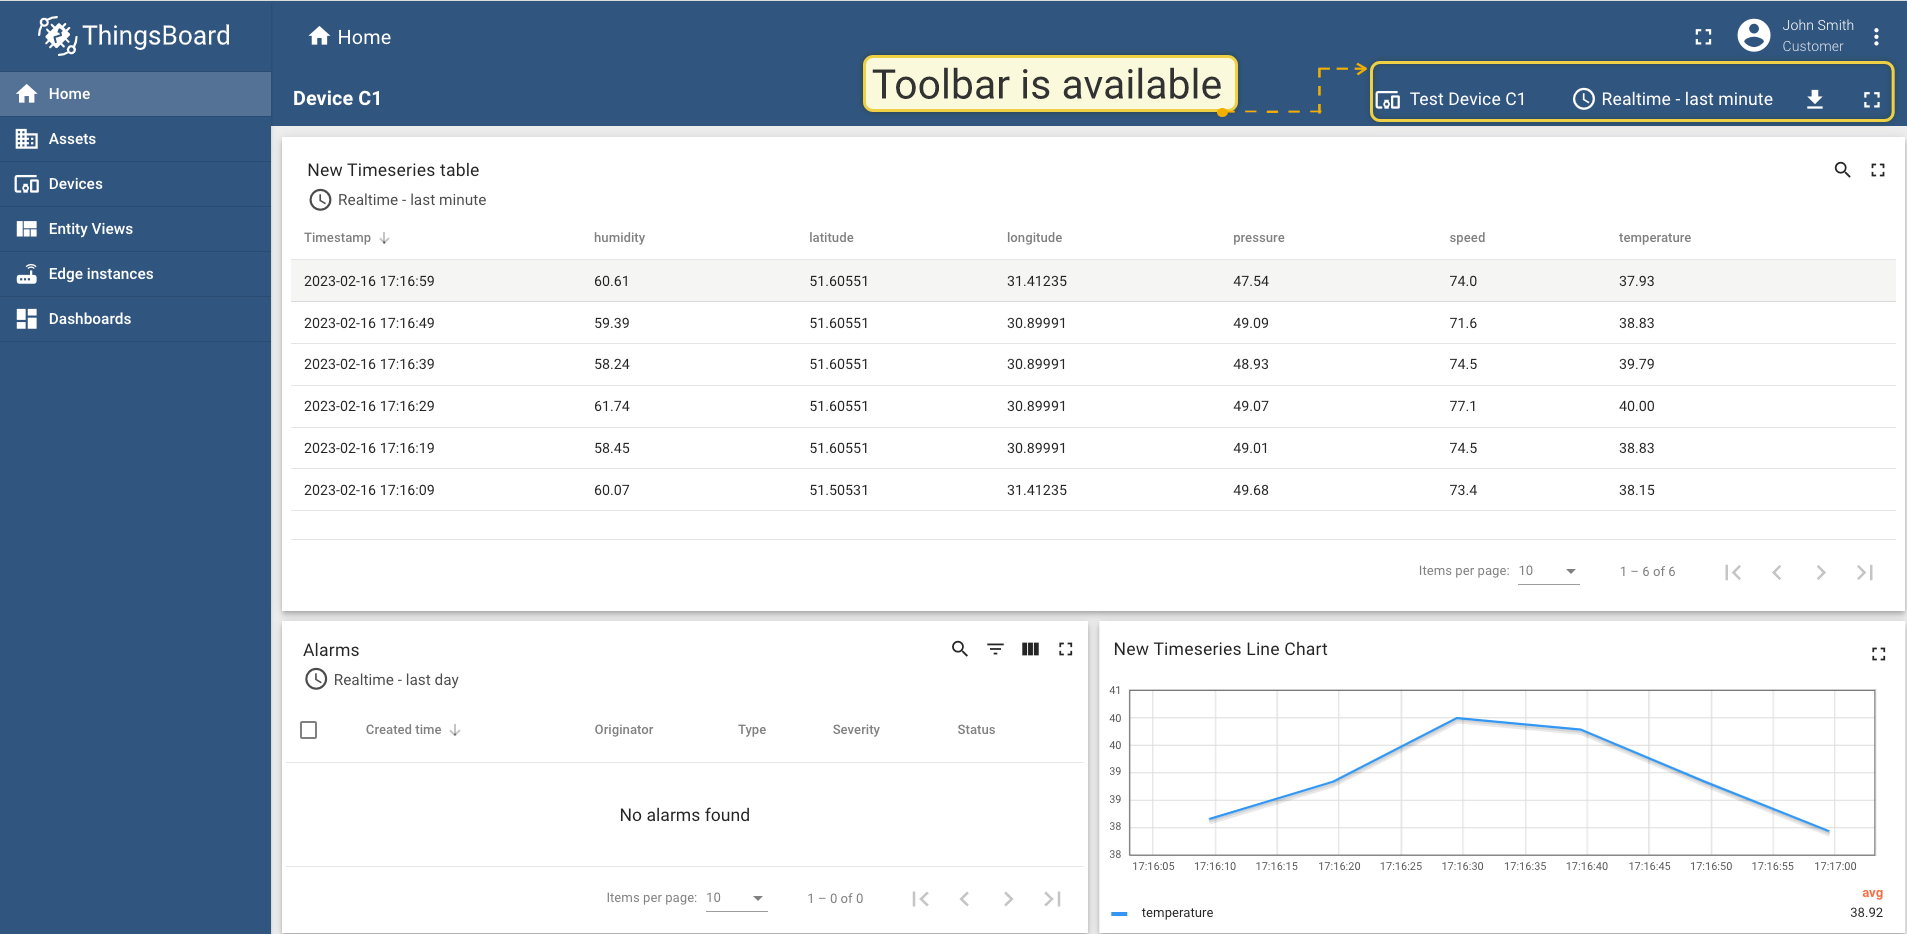 ThingsBoard
Home
John Smith
Customer
Home
Assets
Devices
Entity Views
Edge instances
Dashboards
Device C1
Toolbar is available
Test Device C1
Realtime - last minute
New Timeseries table
Realtime - last minute
Timestamp humidity latitude longitude pressure speed temperature
2023-02-16 17:16:59 60.61 51.60551 31.41235 47.54 74.0 37.93
2023-02-16 17:16:49 59.39 51.60551 30.89991 49.09 71.6 38.83
2023-02-16 17:16:39 58.24 51.60551 30.89991 48.93 74.5 39.79
2023-02-16 17:16:29 61.74 51.60551 30.89991 49.07 77.1 40.00
2023-02-16 17:16:19 58.45 51.60551 30.89991 49.01 74.5 38.83
2023-02-16 17:16:09 60.07 51.50531 31.41235 49.68 73.4 38.15
Items per page: 10 1 – 6 of 6
Alarms
Realtime - last day
Created time Originator Type Severity Status
No alarms found
Items per page: 10 1 – 0 of 0
New Timeseries Line Chart
41
40
40
39
39
38
38
17:16:05 17:16:10 17:16:15 17:16:20 17:16:25 17:16:30 17:16:35 17:16:40 17:16:45 17:16:50 17:16:55 17:17:00
avg
temperature 38.92